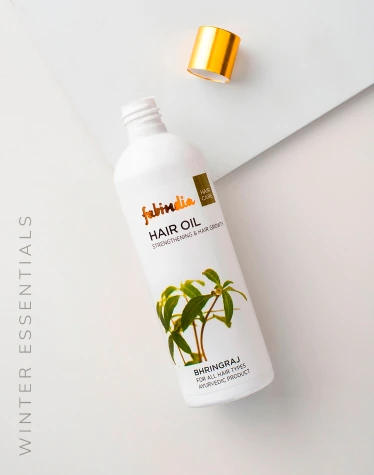 WINTER ESSENTIALS
fabindia
HAIR
CARE
HAIR OIL
STRENGTHENING & HAIR GROWTH
BHRINGRAJ
FOR ALL HAIR TYPES
AYURVEDIC PRODUCT